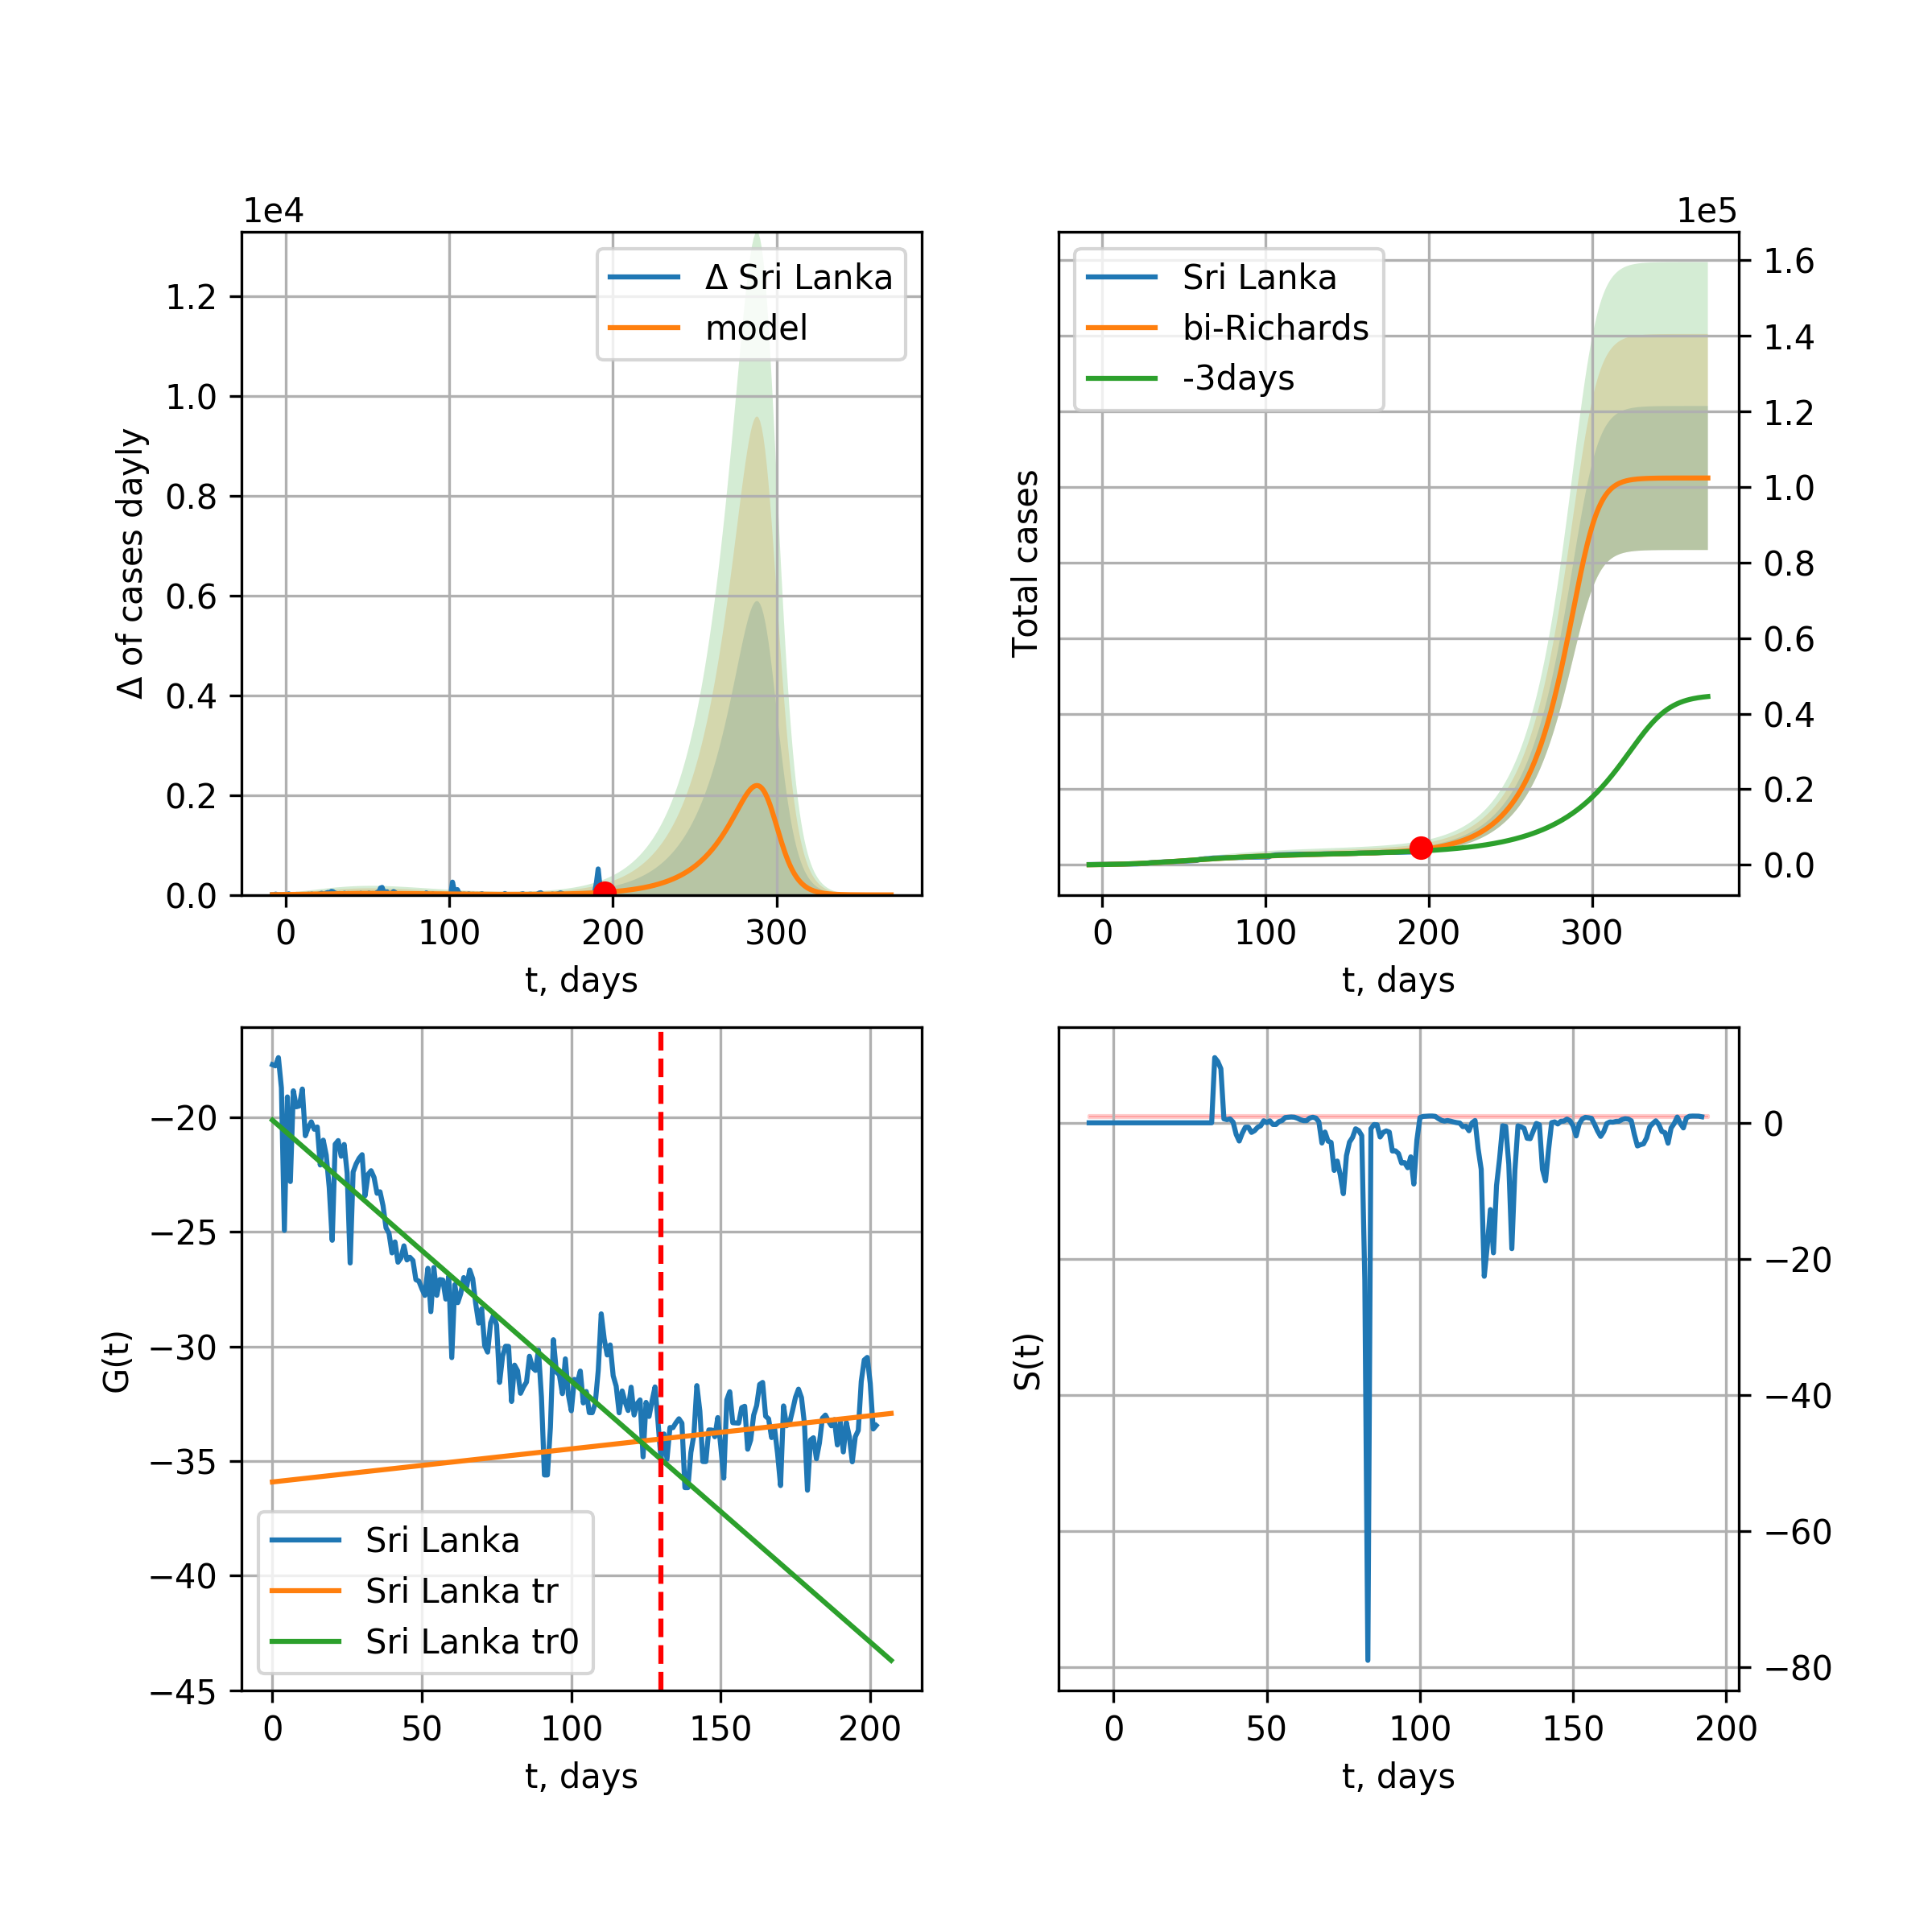 1e4
Δ of cases dayly
1.2
1.0
0.8
0.6
0.4
0.2
0.0
Δ Sri Lanka
model
0 100 200 300
t, days
1e5
Total cases
Sri Lanka
bi-Richards
-3days
1.6
1.4
1.2
1.0
0.8
0.6
0.4
0.2
0.0
0 100 200 300
t, days
G(t)
−20
−25
−30
−35
−40
−45
Sri Lanka
Sri Lanka tr
Sri Lanka tr0
0 50 100 150 200
t, days
S(t)
0
−20
−40
−60
−80
0 50 100 150 200
t, days